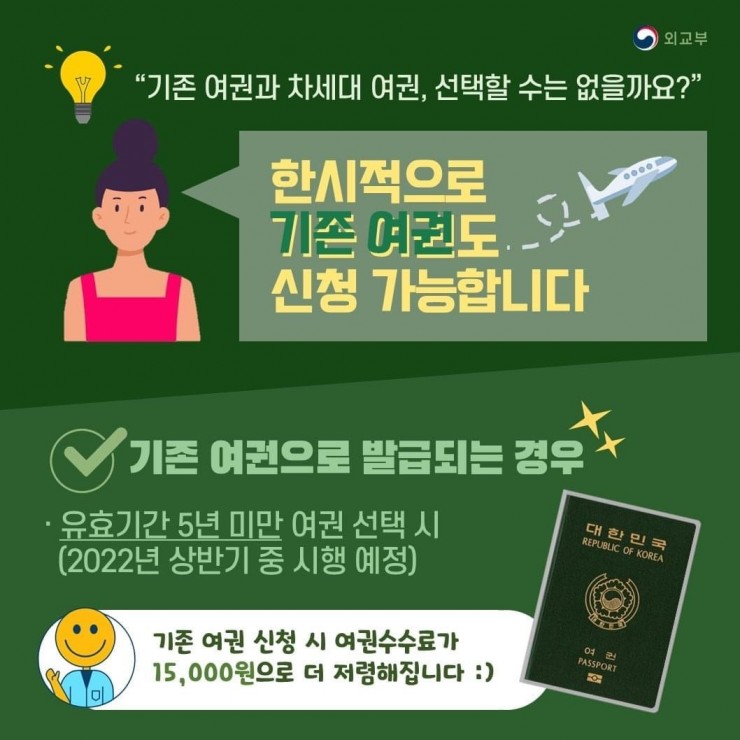 외교부
“기존 여권과 차세대 여권, 선택할 수는 없을까요?”
한시적으로
기존 여권도
신청 가능합니다
기존 여권으로 발급되는 경우
· 유효기간 5년 미만 여권 선택 시
(2022년 상반기 중 시행 예정)
대한민국
REPUBLIC OF KOREA
여권
PASSPORT
기존 여권 신청 시 여권수수료가
15,000원으로 더 저령해집니다 :)